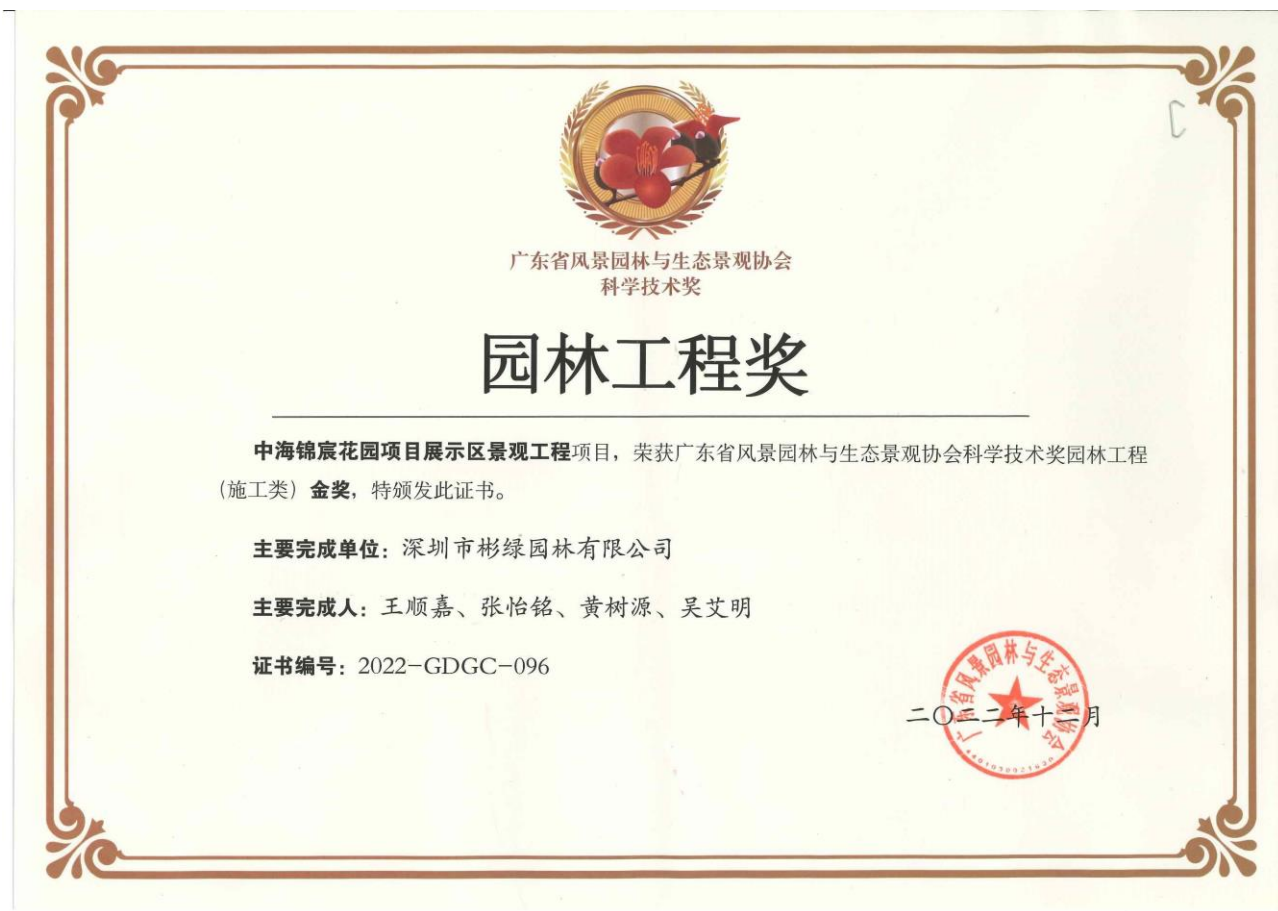 广东省风景园林与生态景观协会
科学技术奖
园林工程奖
中海锦宸花园项目展示区景观工程项目，荣获广东省风景园林与生态景观协会科学技术奖园林工程
（施工类）金奖，特颁发此证书。
主要完成单位：深圳市彬绿园林有限公司
主要完成人：王顺嘉、张怡铭、黄树源、吴艾明
证书编号：2022-GDGC-096
广东省风景园林与生态景观协会
二〇二二年十二月